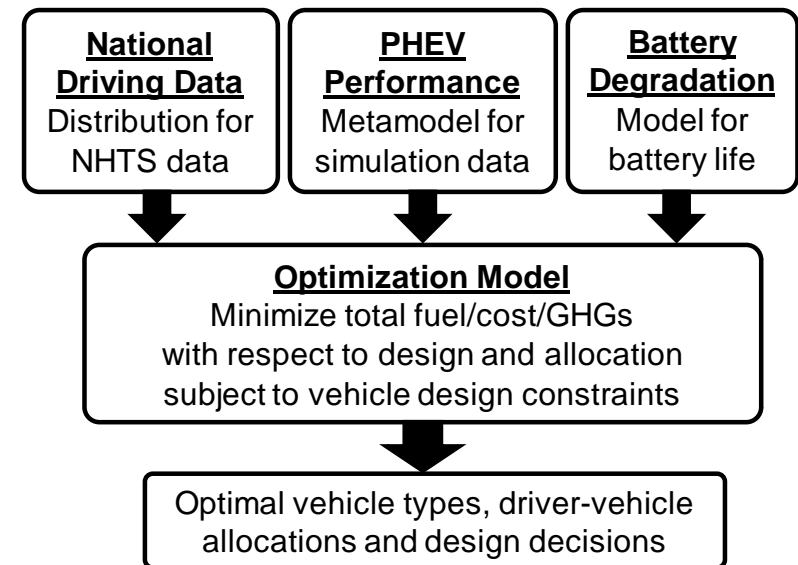 National
Driving Data
Distribution for
NHTS data
PHEV
Performance
Metamodel for
simulation data
Battery
Degradation
Model for
battery life
Optimization Model
Minimize total fuel/cost/GHGs
with respect to design and allocation
subject to vehicle design constraints
Optimal vehicle types, driver-vehicle
allocations and design decisions